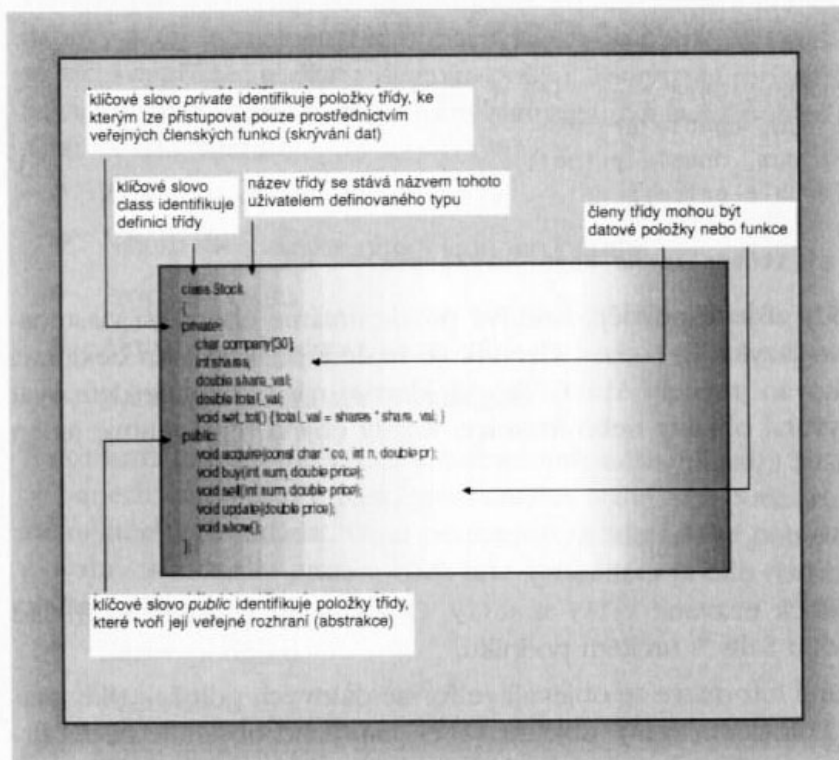 klíčové slovo private identifikuje položky třídy, ke
kterým lze přistupovat pouze prostřednictvím
veřejných členských funkcí (skrývání dat)
klíčové slovo
class identifikuje
definici třídy
název třídy se stává názvem tohoto
uživatelem definovaného typu
členy třídy mohou být
datové položky nebo funkce
class Stock
{
private:
char company[30];
int shares;
double share_val;
double total_val;
void set_tot() { total_val = shares * share_val; }
public:
void acquire(const char * co, int n, double pr);
void buy(int num, double price);
void sell(int num, double price);
void update(double price);
void show();
};
klíčové slovo public identifikuje položky třídy,
které tvoří její veřejné rozhraní (abstrakce)